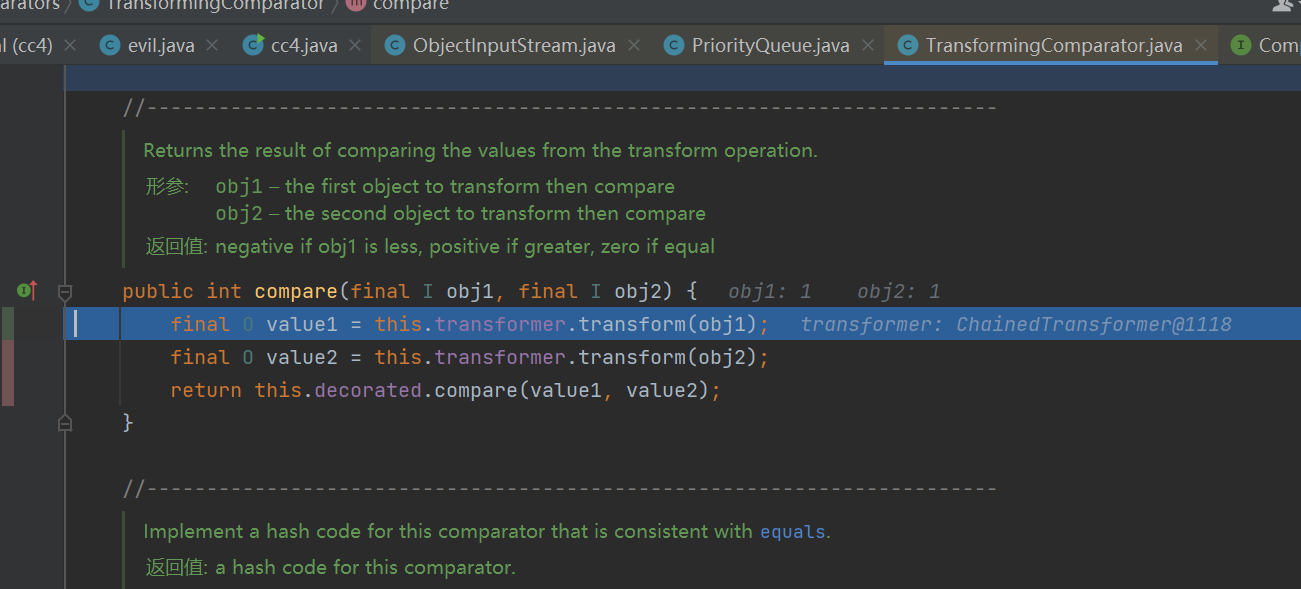 arators TransformingComparator compare
l (cc4) evil.java cc4.java ObjectInputStream.java PriorityQueue.java TransformingComparator.java Com
//-----------------------------------------------------------------------
Returns the result of comparing the values from the transform operation.
形参: obj1 – the first object to transform then compare
obj2 – the second object to transform then compare
返回值: negative if obj1 is less, positive if greater, zero if equal
public int compare(final I obj1, final I obj2) { obj1: 1 obj2: 1
final O value1 = this.transformer.transform(obj1); transformer: ChainedTransformer@1118
final O value2 = this.transformer.transform(obj2);
return this.decorated.compare(value1, value2);
}
//-----------------------------------------------------------------------
Implement a hash code for this comparator that is consistent with equals.
返回值: a hash code for this comparator.